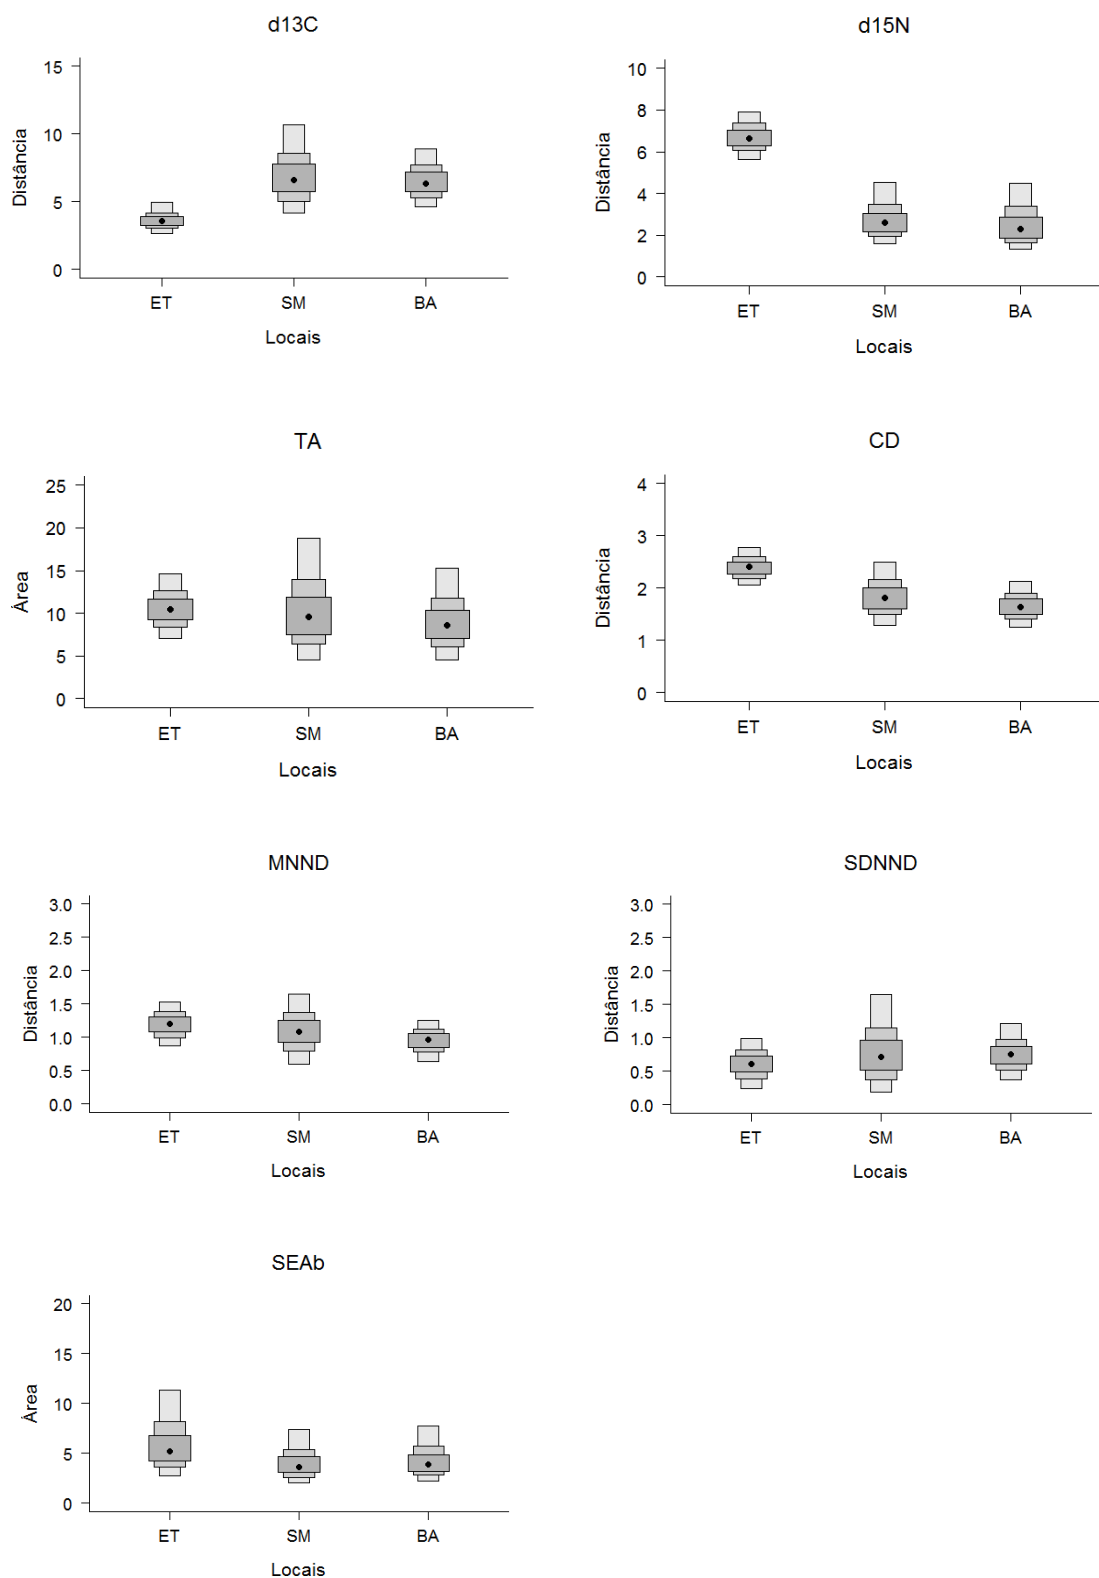 d13C
15
10
5
0
Distância
ET SM BA
Locais
d15N
10
8
6
4
2
0
Distância
ET SM BA
Locais
TA
25
20
15
10
5
0
Área
ET SM BA
Locais
CD
4
3
2
1
0
Distância
ET SM BA
Locais
MNND
3.0
2.5
2.0
1.5
1.0
0.5
0.0
Distância
ET SM BA
Locais
SDNND
3.0
2.5
2.0
1.5
1.0
0.5
0.0
Distância
ET SM BA
Locais
SEAb
20
15
10
5
0
Área
ET SM BA
Locais